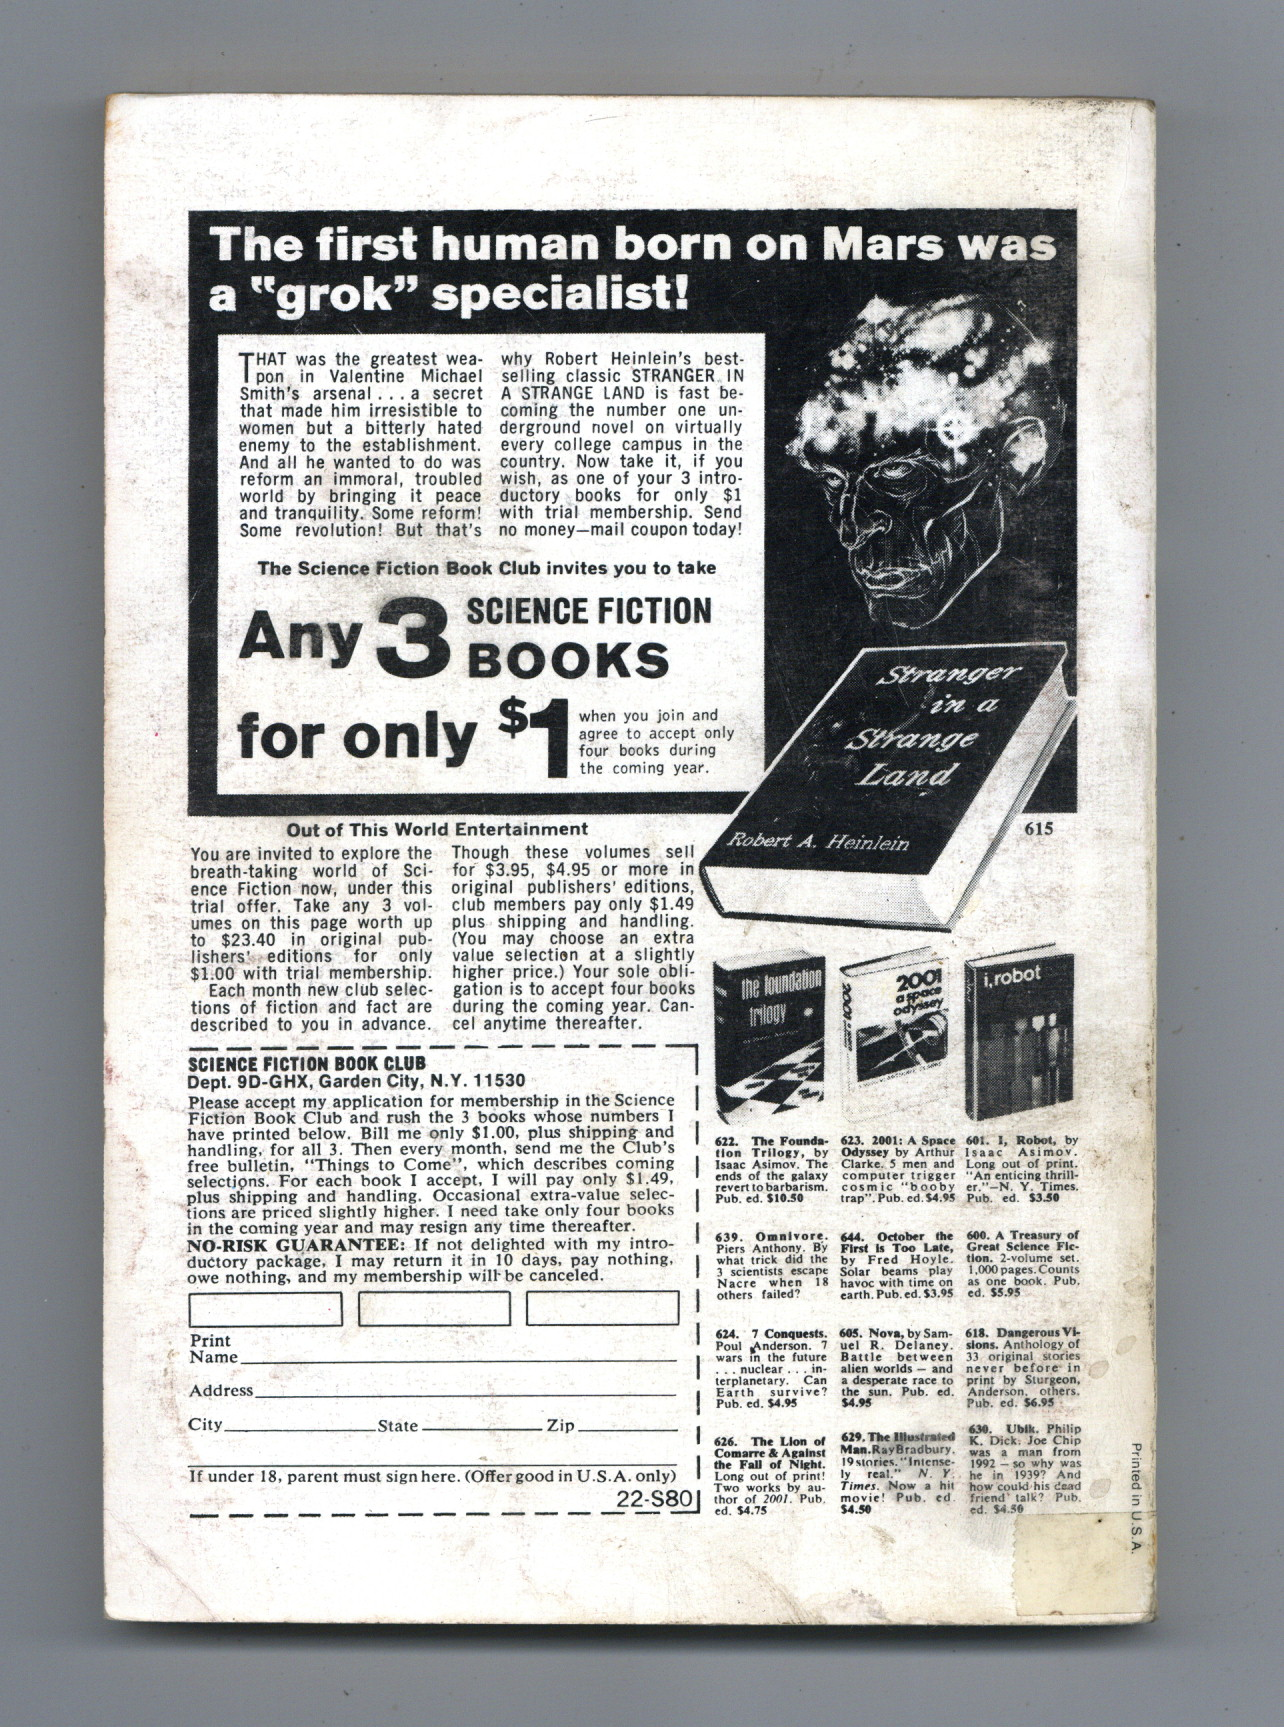 The first human born on Mars was
a "grok" specialist!
THAT was the greatest wea-
pon in Valentine Michael
Smith's arsenal...a secret
that made him irresistible to
women but a bitterly hated
enemy to the establishment.
And all he wanted to do was
reform an immoral, troubled
world by bringing it peace
and tranquility. Some reform!
Some revolution! But that's
why Robert Heinlein's best-
selling classic STRANGER IN
A STRANGE LAND is fast be-
coming the number one un-
derground novel on virtually
every college campus in the
country. Now take it, if you
wish, as one of your 3 intro-
ductory books for only $1
with trial membership. Send
no money—mail coupon today!
The Science Fiction Book Club invites you to take
Any 3 SCIENCE FICTION
BOOKS
for only $1
when you join and
agree to accept only
four books during
the coming year.
Stranger
in a
Strange
Land
Robert A. Heinlein
615
Out of This World Entertainment
You are invited to explore the
breath-taking world of Sci-
ence Fiction now, under this
trial offer. Take any 3 vol-
umes on this page worth up
to $23.40 in original pub-
lishers' editions for only
$1.00 with trial membership.
Each month new club selec-
tions of fiction and fact are
described to you in advance.
Though these volumes sell
for $3.95, $4.95 or more in
original publishers' editions,
club members pay only $1.49
plus shipping and handling.
(You may choose an extra
value selection at a slightly
higher price.) Your sole obli-
gation is to accept four books
during the coming year. Can-
cel anytime thereafter.
SCIENCE FICTION BOOK CLUB
Dept. 9D-GHX, Garden City, N.Y. 11530
Please accept my application for membership in the Science
Fiction Book Club and rush the 3 books whose numbers I
have printed below. Bill me only $1.00, plus shipping and
handling, for all 3. Then every month, send me the Club's
free bulletin, "Things to Come", which describes coming
selections. For each book I accept, I will pay only $1.49,
plus shipping and handling. Occasional extra-value selec-
tions are priced slightly higher. I need take only four books
in the coming year and may resign any time thereafter.
NO-RISK GUARANTEE: If not delighted with my intro-
ductory package, I may return it in 10 days, pay nothing,
owe nothing, and my membership will be canceled.
Print
Name
Address
City State Zip
If under 18, parent must sign here. (Offer good in U.S.A. only)
22-S80
the foundation
trilogy
2001
a space
odyssey
2001
i, robot
622. The Founda-
tion Trilogy, by
Isaac Asimov. The
ends of the galaxy
revert to barbarism.
Pub. ed. $10.50
623. 2001: A Space
Odyssey by Arthur
Clarke. 5 men and
computer trigger
cosmic "booby
trap". Pub. ed. $4.95
601. I, Robot, by
Isaac Asimov.
Long out of print.
"An enticing thrill-
er."—N. Y. Times.
Pub. ed. $3.50
639. Omnivore.
Piers Anthony. By
what trick did the
3 scientists escape
Nacre when 18
others failed?
644. October the
First is Too Late,
by Fred Hoyle.
Solar beams play
havoc with time on
earth. Pub. ed. $3.95
600. A Treasury of
Great Science Fic-
tion. 2-volume set.
1,000 pages. Counts
as one book. Pub.
ed. $5.95
624. 7 Conquests.
Poul Anderson. 7
wars in the future
...nuclear...in-
terplanetary. Can
Earth survive?
Pub. ed. $4.95
605. Nova, by Sam-
uel R. Delaney.
Battle between
alien worlds — and
a desperate race to
the sun. Pub. ed.
$4.95
618. Dangerous Vi-
sions. Anthology of
33 original stories
never before in
print by Sturgeon,
Anderson, others.
Pub. ed. $6.95
626. The Lion of
Comarre & Against
the Fall of Night.
Long out of print!
Two works by au-
thor of 2001. Pub.
ed. $4.75
629. The Illustrated
Man. Ray Bradbury.
19 stories. "Intense-
ly real." N. Y.
Times. Now a hit
movie! Pub. ed.
$4.50
630. Ubik. Philip
K. Dick. Joe Chip
was a man from
1992 — so why was
he in 1939? And
how could his dead
friend talk? Pub.
ed. $4.50
Printed in U.S.A.